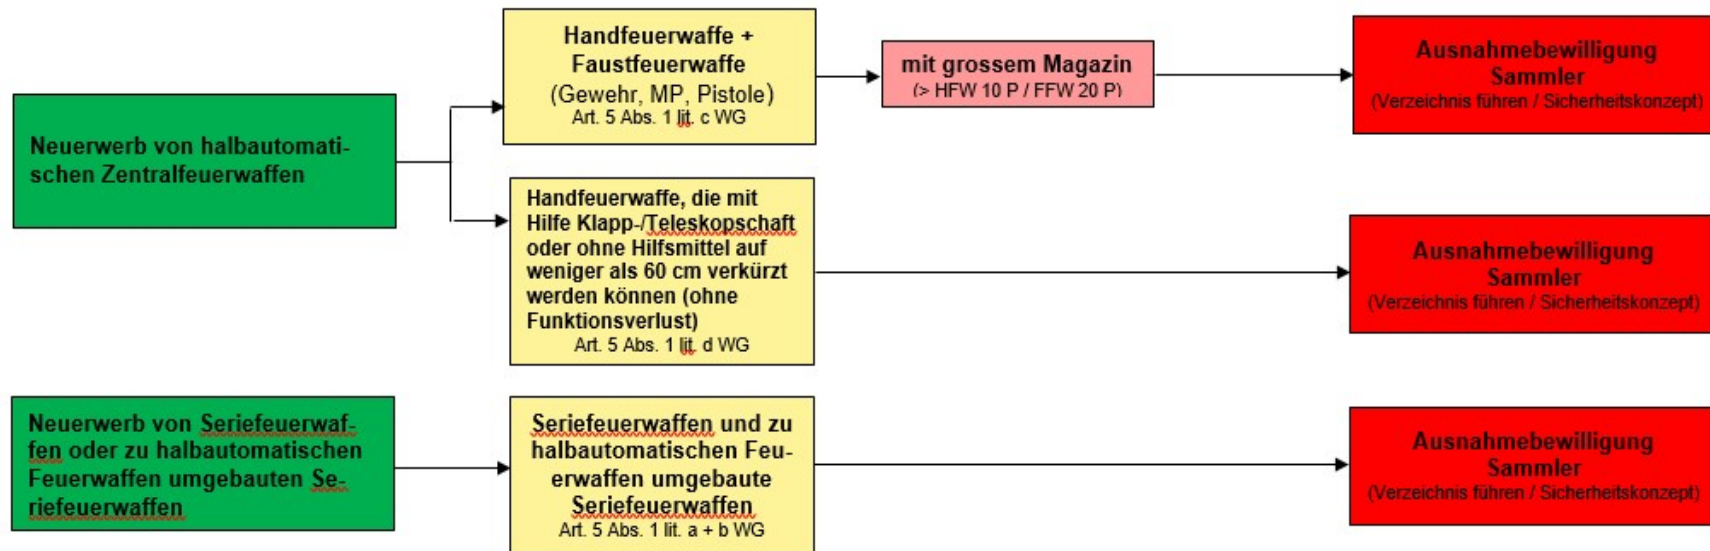 Handfeuerwaffe +
Faustfeuerwaffe
(Gewehr, MP, Pistole)
Art. 5 Abs. 1 lit. c WG
mit grossem Magazin
(> HFW 10 P / FFW 20 P)
Ausnahmebewilligung
Sammler
(Verzeichnis führen / Sicherheitskonzept)
Neuerwerb von halbautomati-
schen Zentralfeuerwaffen
Handfeuerwaffe, die mit
Hilfe Klapp-/Teleskopschaft
oder ohne Hilfsmittel auf
weniger als 60 cm verkürzt
werden können (ohne
Funktionsverlust)
Art. 5 Abs. 1 lit. d WG
Ausnahmebewilligung
Sammler
(Verzeichnis führen / Sicherheitskonzept)
Neuerwerb von Seriefeuerwaf-
fen oder zu halbautomatischen
Feuerwaffen umgebauten Se-
riefeuerwaffen
Seriefeuerwaffen und zu
halbautomatischen Feu-
erwaffen umgebaute
Seriefeuerwaffen
Art. 5 Abs. 1 lit. a + b WG
Ausnahmebewilligung
Sammler
(Verzeichnis führen / Sicherheitskonzept)